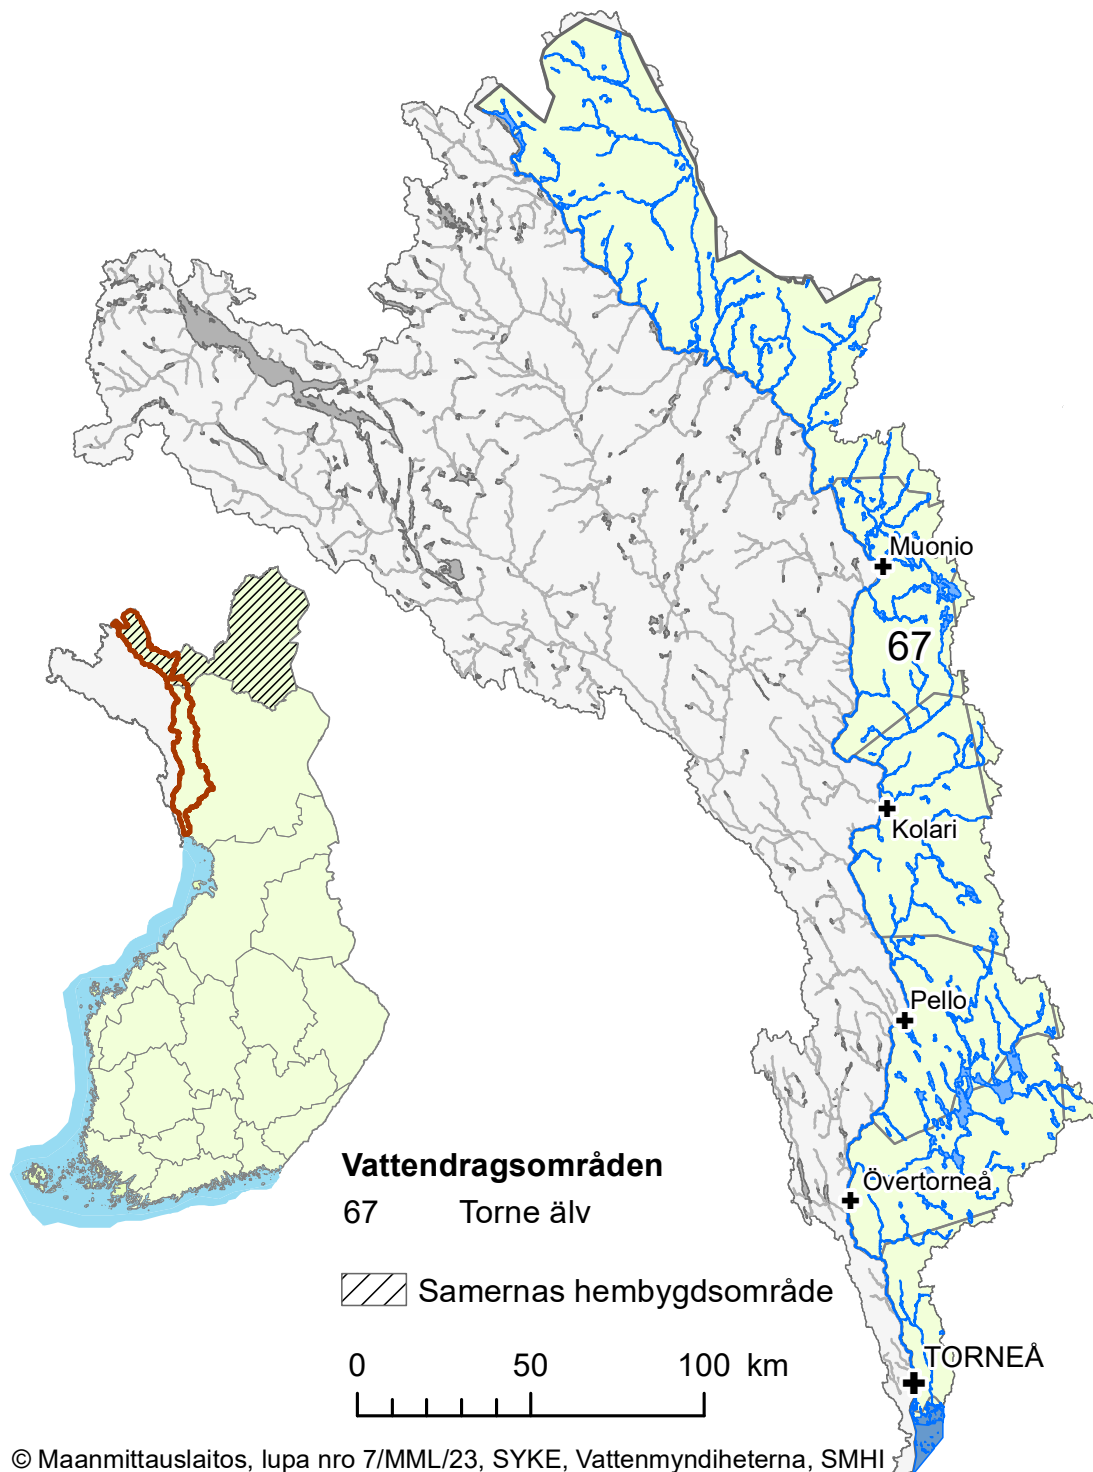 Muonio
67
Kolari
Pello
Övertorneå
Vattendragsområden
67 Torne älv
Samernas hembygdsområde
0 50 100 km
TORNEÅ
© Maanmittauslaitos, lupa nro 7/MML/23, SYKE, Vattenmyndiheterna, SMHI